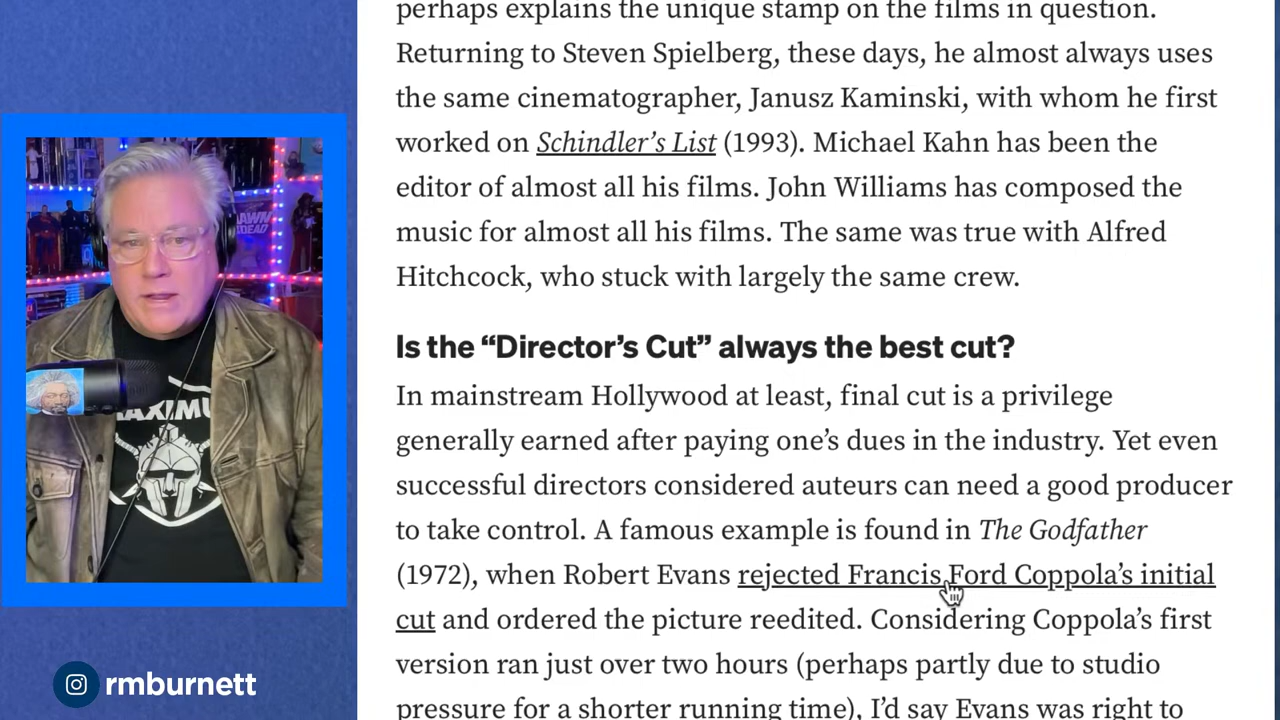 perhaps explains the unique stamp on the films in question.
Returning to Steven Spielberg, these days, he almost always uses
the same cinematographer, Janusz Kaminski, with whom he first
worked on Schindler’s List (1993). Michael Kahn has been the
editor of almost all his films. John Williams has composed the
music for almost all his films. The same was true with Alfred
Hitchcock, who stuck with largely the same crew.
Is the “Director’s Cut” always the best cut?
In mainstream Hollywood at least, final cut is a privilege
generally earned after paying one’s dues in the industry. Yet even
successful directors considered auteurs can need a good producer
to take control. A famous example is found in The Godfather
(1972), when Robert Evans rejected Francis Ford Coppola’s initial
cut and ordered the picture reedited. Considering Coppola’s first
version ran just over two hours (perhaps partly due to studio
pressure for a shorter running time), I’d say Evans was right to
rmburnett